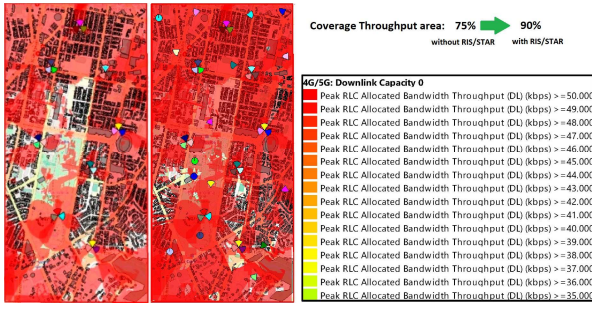 Coverage Throughput area: 75% 90%
without RIS/STAR with RIS/STAR
4G/5G: Downlink Capacity 0
Peak RLC Allocated Bandwidth Throughput (DL) (kbps) >=50.000
Peak RLC Allocated Bandwidth Throughput (DL) (kbps) >=49.000
Peak RLC Allocated Bandwidth Throughput (DL) (kbps) >=48.000
Peak RLC Allocated Bandwidth Throughput (DL) (kbps) >=47.000
Peak RLC Allocated Bandwidth Throughput (DL) (kbps) >=46.000
Peak RLC Allocated Bandwidth Throughput (DL) (kbps) >=45.000
Peak RLC Allocated Bandwidth Throughput (DL) (kbps) >=44.000
Peak RLC Allocated Bandwidth Throughput (DL) (kbps) >=43.000
Peak RLC Allocated Bandwidth Throughput (DL) (kbps) >=42.000
Peak RLC Allocated Bandwidth Throughput (DL) (kbps) >=41.000
Peak RLC Allocated Bandwidth Throughput (DL) (kbps) >=40.000
Peak RLC Allocated Bandwidth Throughput (DL) (kbps) >=39.000
Peak RLC Allocated Bandwidth Throughput (DL) (kbps) >=38.000
Peak RLC Allocated Bandwidth Throughput (DL) (kbps) >=37.000
Peak RLC Allocated Bandwidth Throughput (DL) (kbps) >=36.000
Peak RLC Allocated Bandwidth Throughput (DL) (kbps) >=35.000